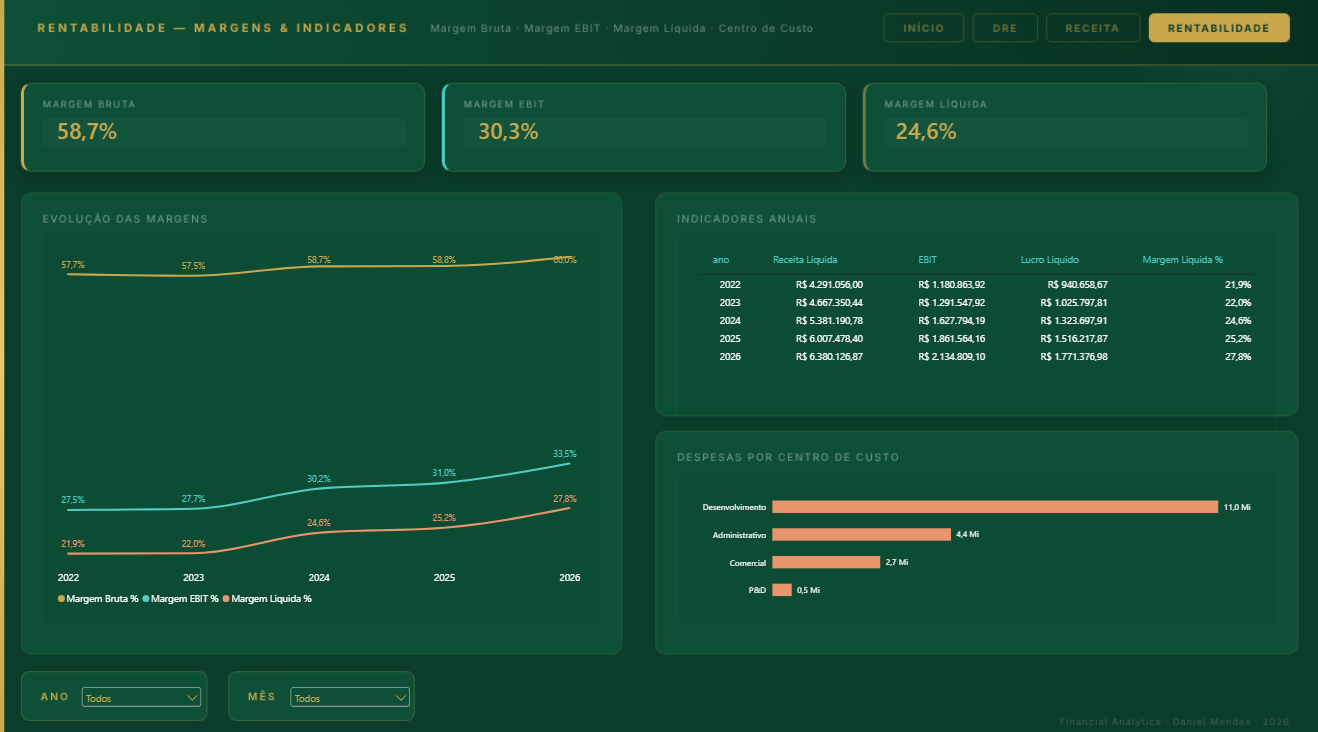 RENTABILIDADE — MARGENS & INDICADORES Margem Bruta · Margem EBIT · Margem Líquida · Centro de Custo INÍCIO DRE RECEITA RENTABILIDADE
MARGEM BRUTA
58,7%
MARGEM EBIT
30,3%
MARGEM LÍQUIDA
24,6%
EVOLUÇÃO DAS MARGENS
57,7% 57,5% 58,7% 58,8% 60,0%
27,5% 27,7% 30,2% 31,0% 33,5%
21,9% 22,0% 24,6% 25,2% 27,8%
2022 2023 2024 2025 2026
Margem Bruta % Margem EBIT % Margem Liquida %
INDICADORES ANUAIS
ano Receita Liquida EBIT Lucro Liquido Margem Liquida %
2022 R$ 4.291.056,00 R$ 1.180.863,92 R$ 940.658,67 21,9%
2023 R$ 4.667.350,44 R$ 1.291.547,92 R$ 1.025.797,81 22,0%
2024 R$ 5.381.190,78 R$ 1.627.794,19 R$ 1.323.697,91 24,6%
2025 R$ 6.007.478,40 R$ 1.861.564,16 R$ 1.516.217,87 25,2%
2026 R$ 6.380.126,87 R$ 2.134.809,10 R$ 1.771.376,98 27,8%
DESPESAS POR CENTRO DE CUSTO
Desenvolvimento 11,0 Mi
Administrativo 4,4 Mi
Comercial 2,7 Mi
P&D 0,5 Mi
ANO Todos
MÊS Todos
Financial Analytics · Daniel Mendes · 2026